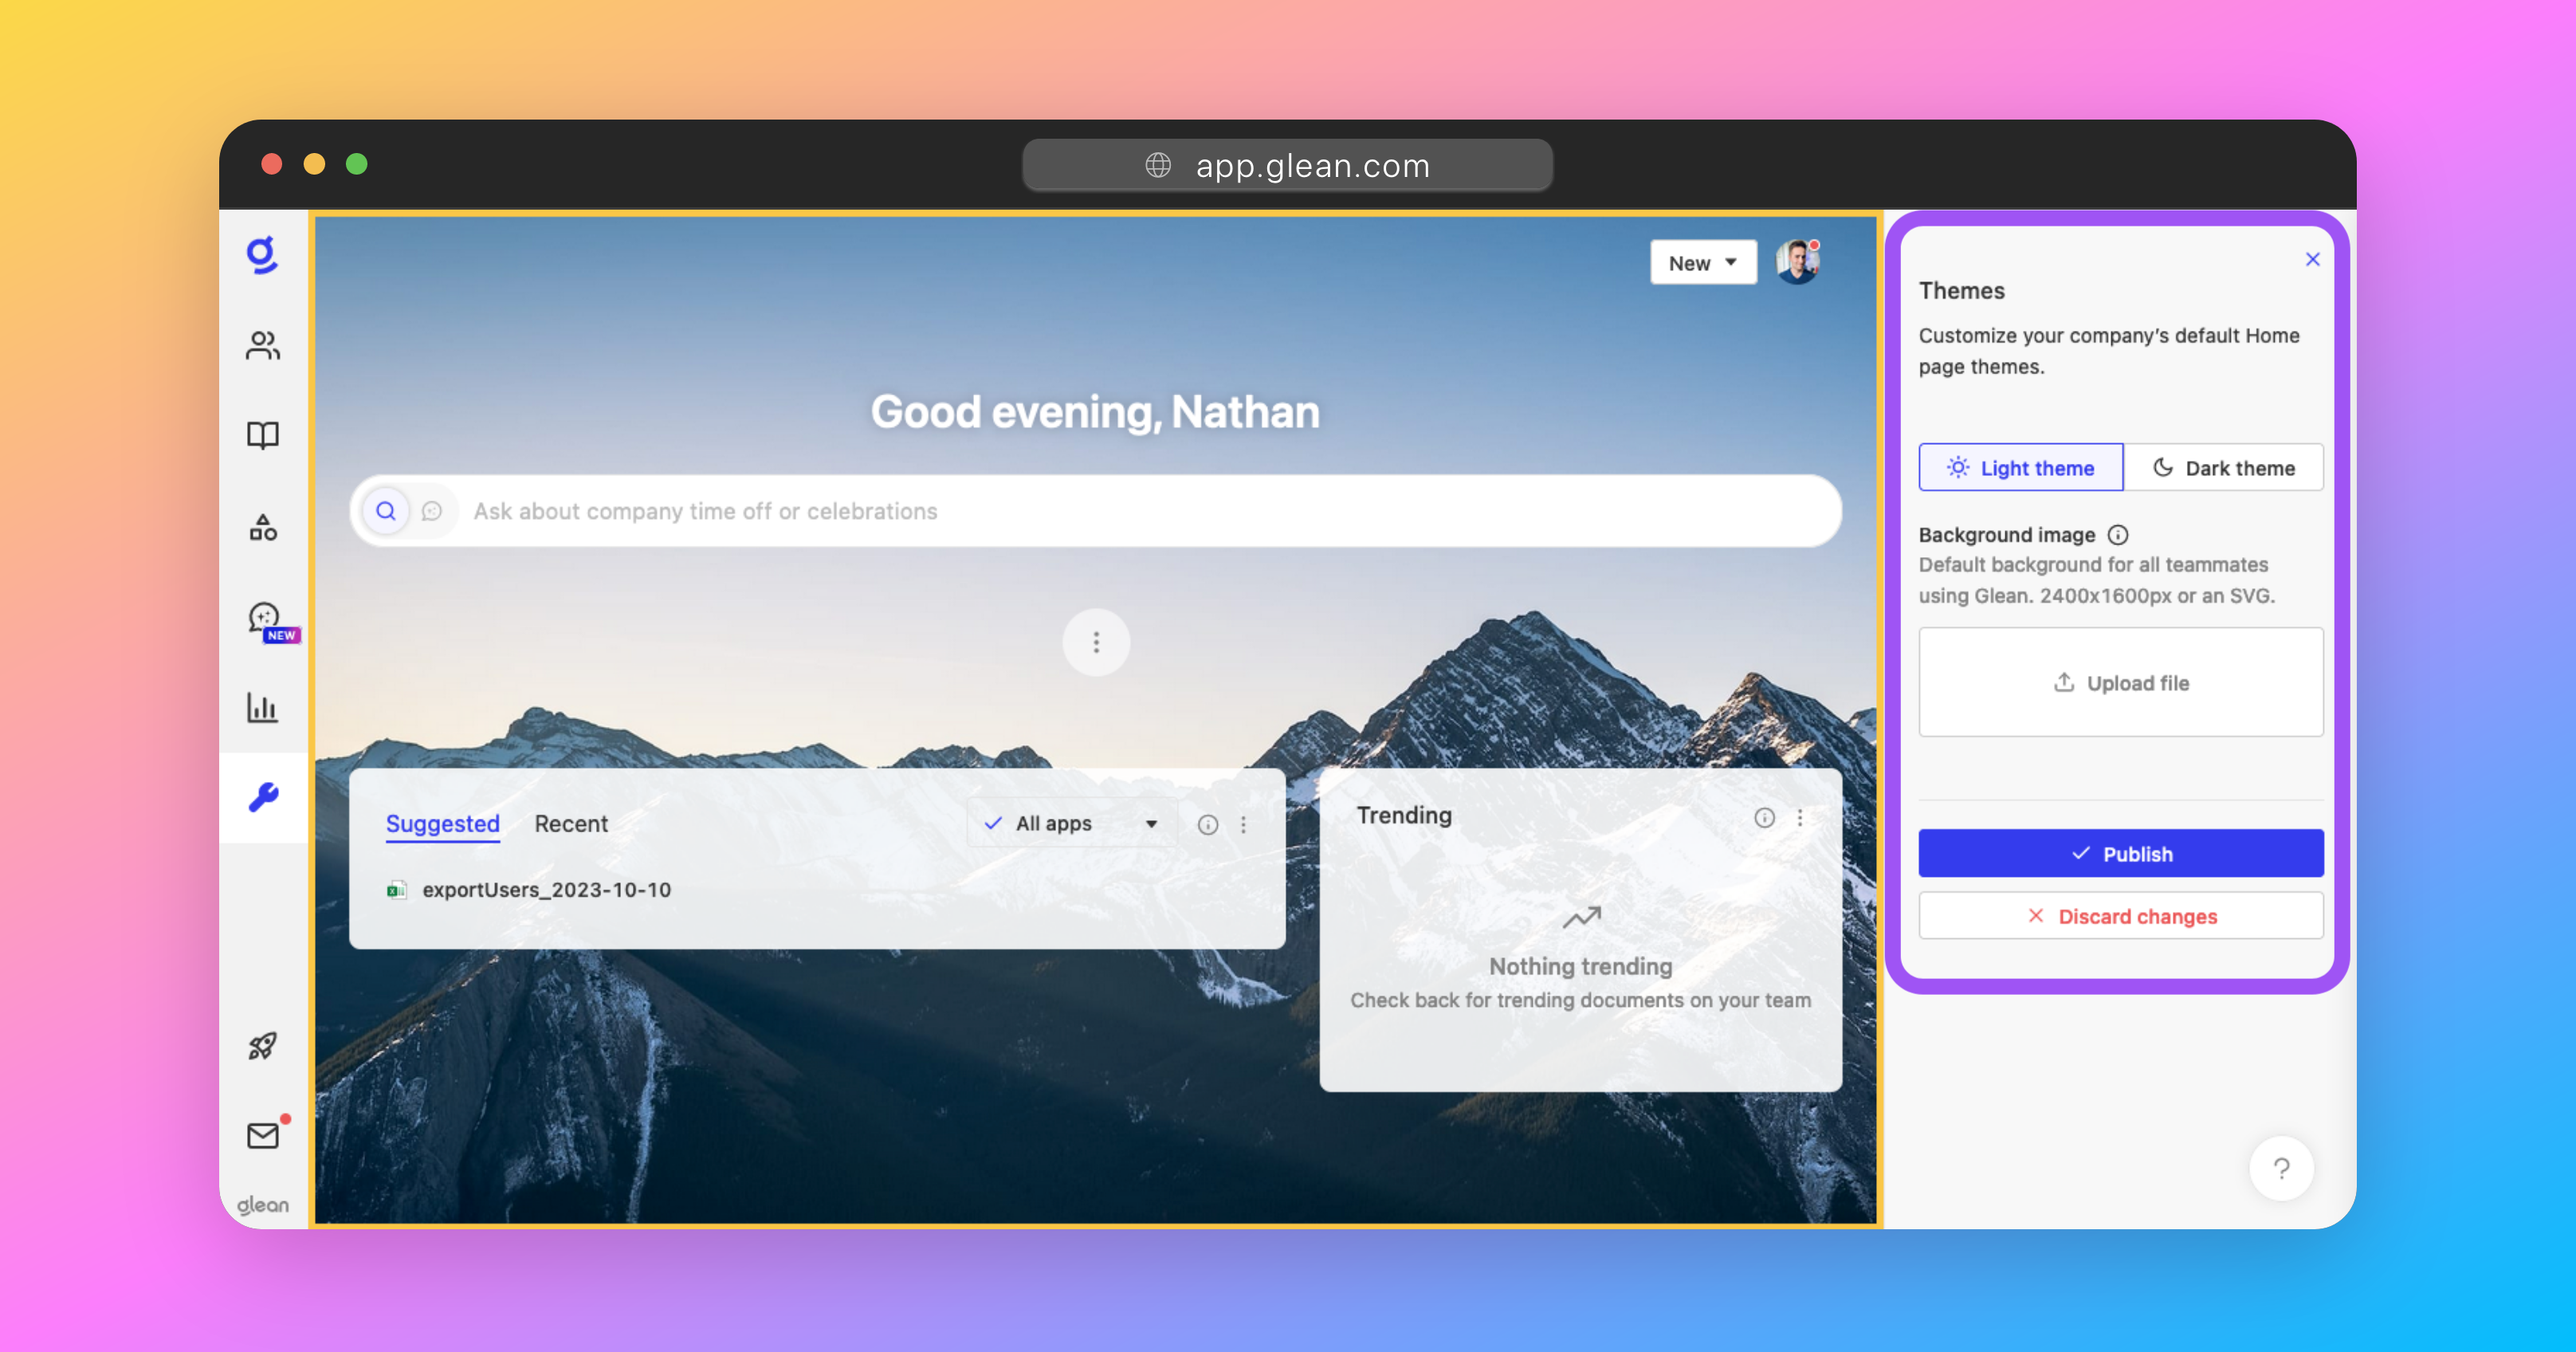 app.glean.com
New
Good evening, Nathan
Ask about company time off or celebrations
NEW
Suggested
Recent
All apps
exportUsers_2023-10-10
Trending
Nothing trending
Check back for trending documents on your team
glean
Themes
Customize your company's default Home
page themes.
Light theme
Dark theme
Background image
Default background for all teammates
using Glean. 2400x1600px or an SVG.
Upload file
Publish
Discard changes